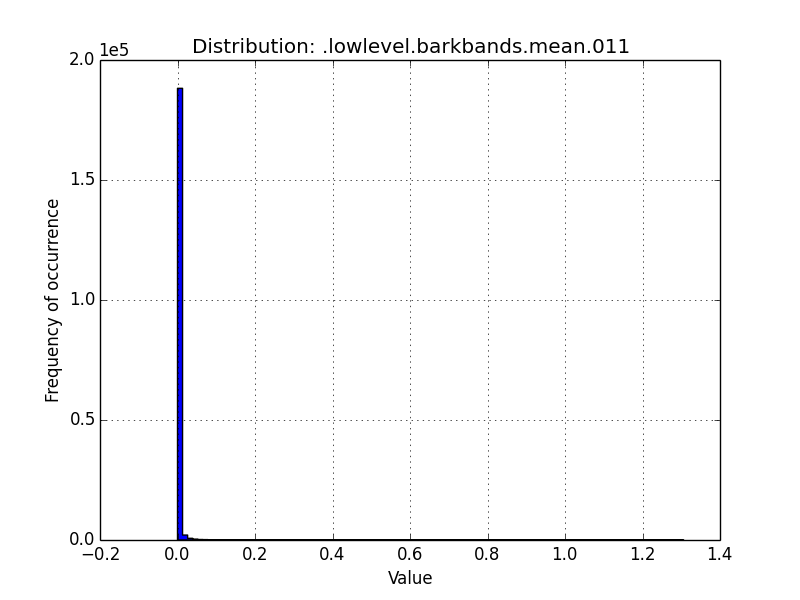 Distribution: .lowlevel.barkbands.mean.011
1e5
2.0
1.5
1.0
0.5
0.0
Frequency of occurrence
−0.2 0.0 0.2 0.4 0.6 0.8 1.0 1.2 1.4
Value